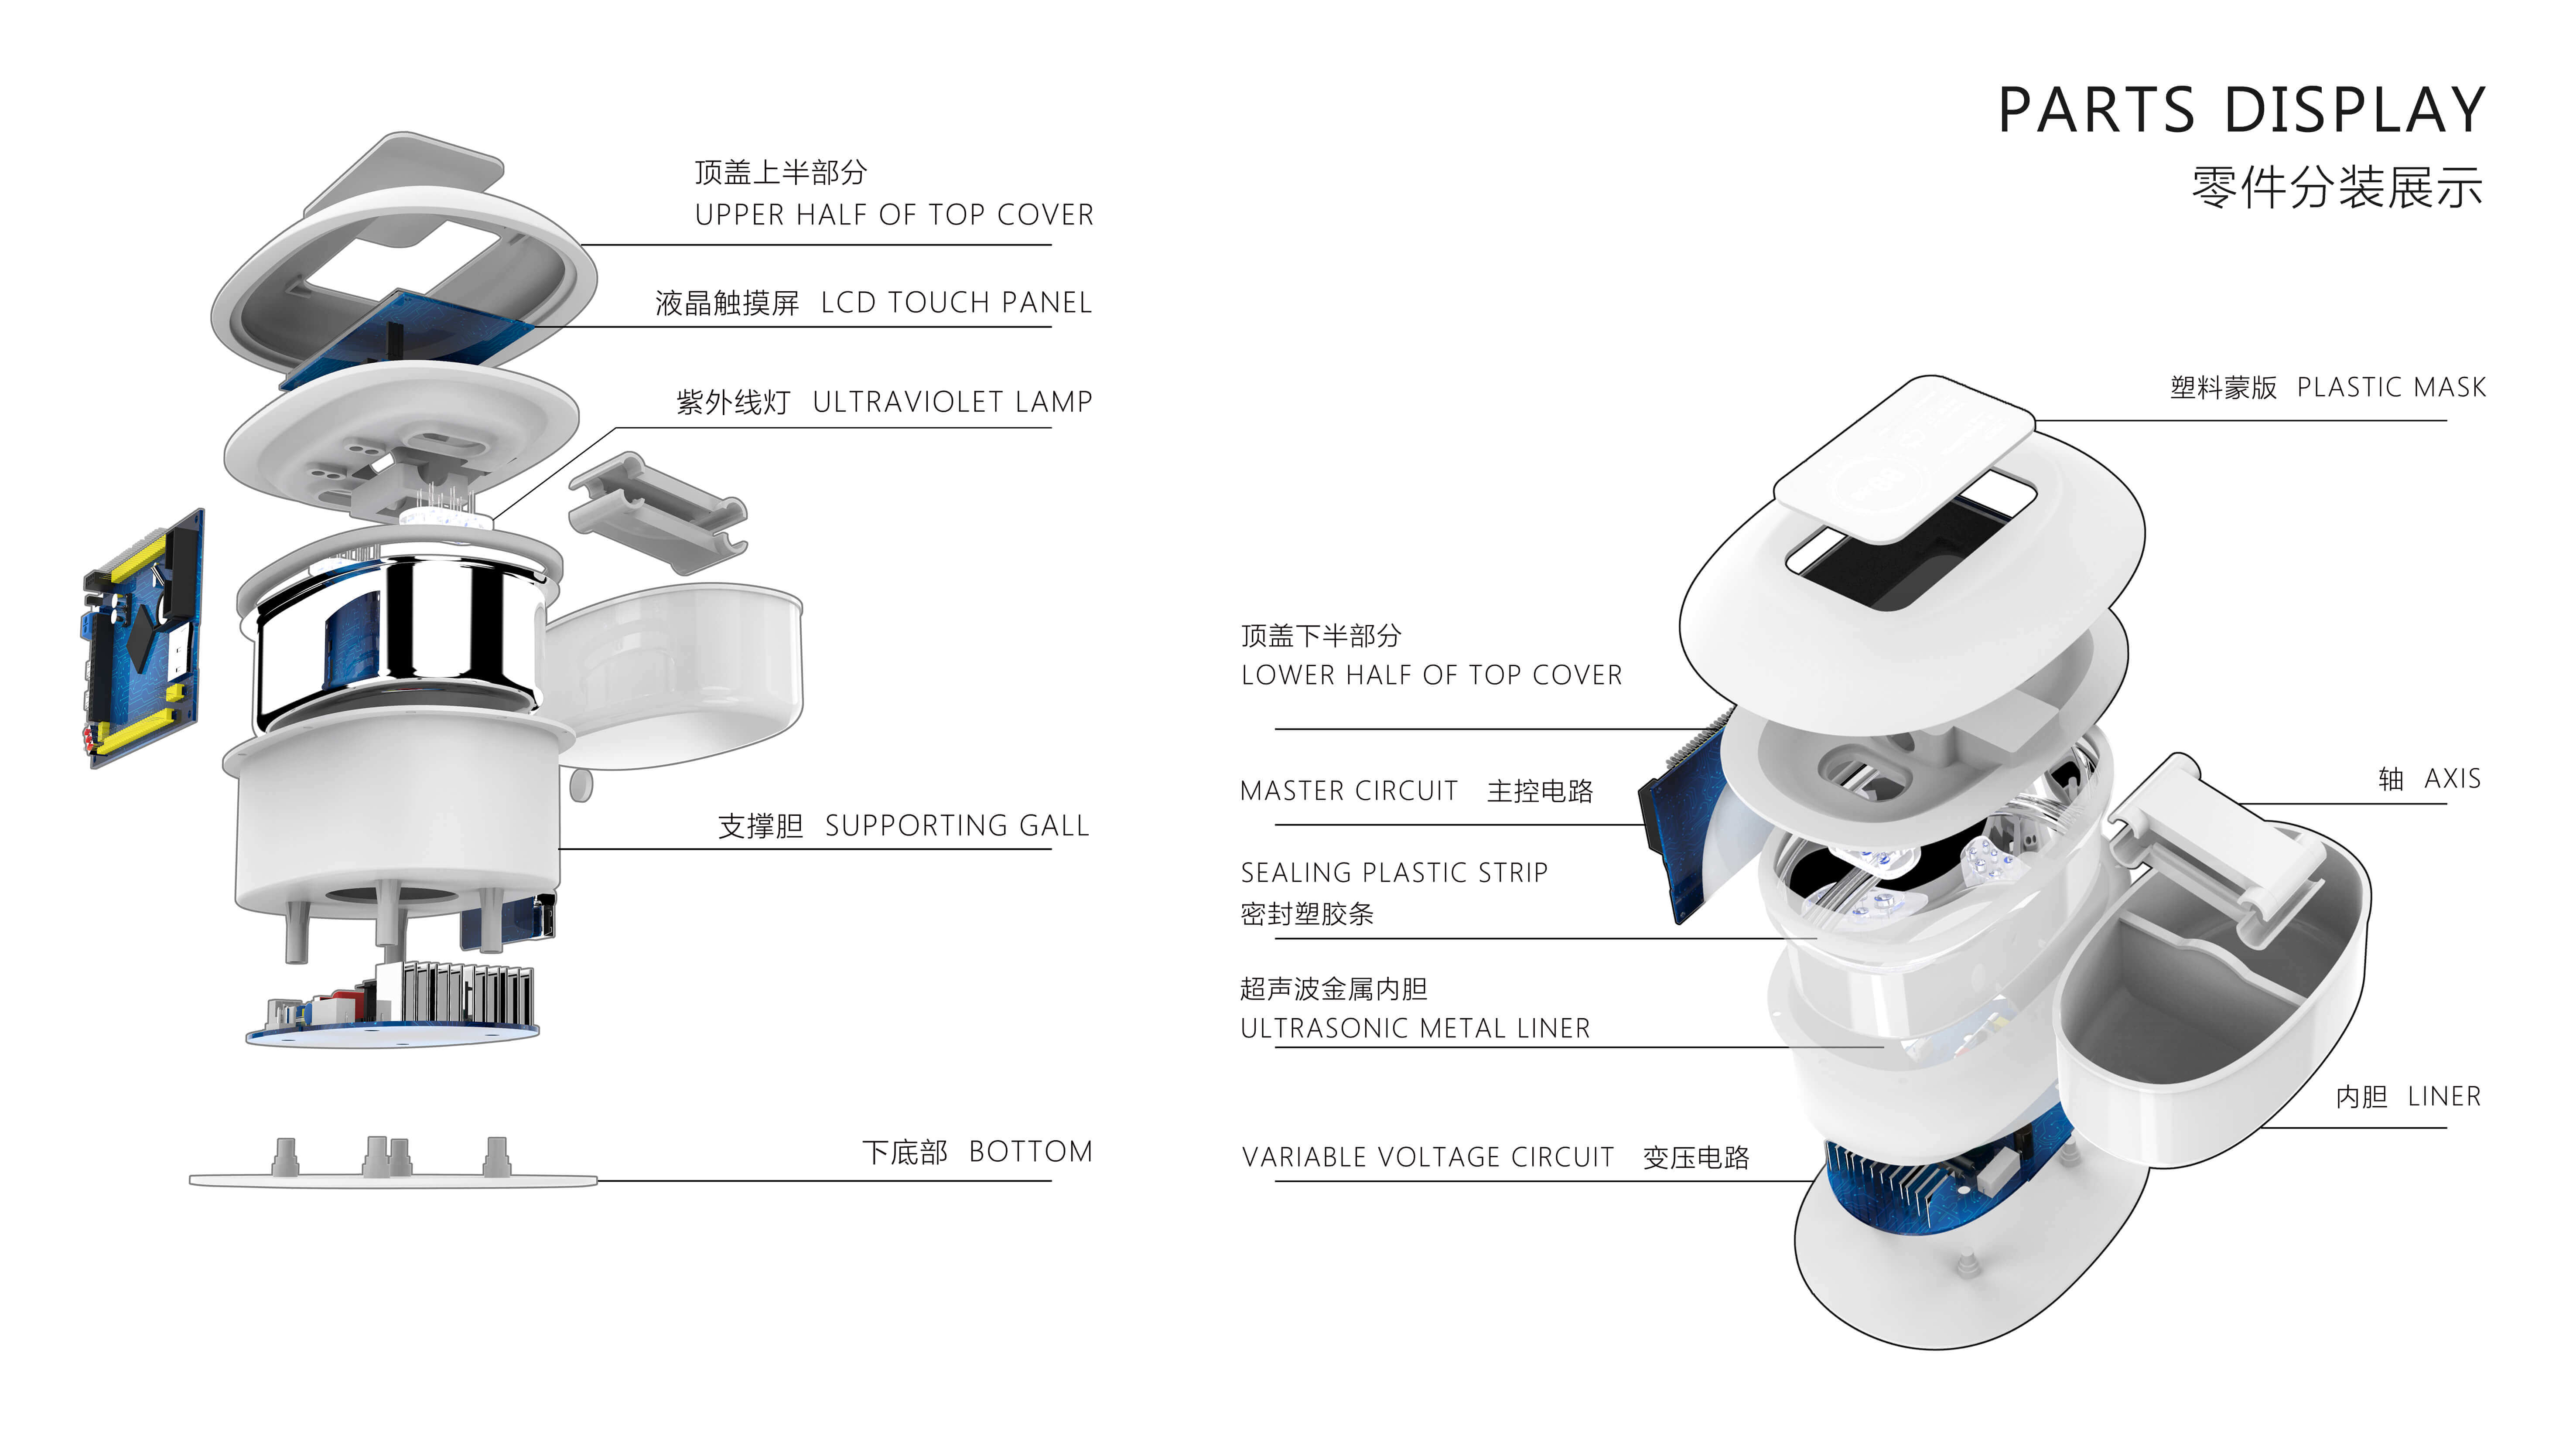 PARTS DISPLAY
零件分装展示
顶盖上半部分
UPPER HALF OF TOP COVER
液晶触摸屏 LCD TOUCH PANEL
紫外线灯 ULTRAVIOLET LAMP
支撑胆 SUPPORTING GALL
下底部 BOTTOM
塑料蒙版 PLASTIC MASK
顶盖下半部分
LOWER HALF OF TOP COVER
MASTER CIRCUIT 主控电路
SEALING PLASTIC STRIP
密封塑胶条
超声波金属内胆
ULTRASONIC METAL LINER
VARIABLE VOLTAGE CIRCUIT 变压电路
轴 AXIS
内胆 LINER